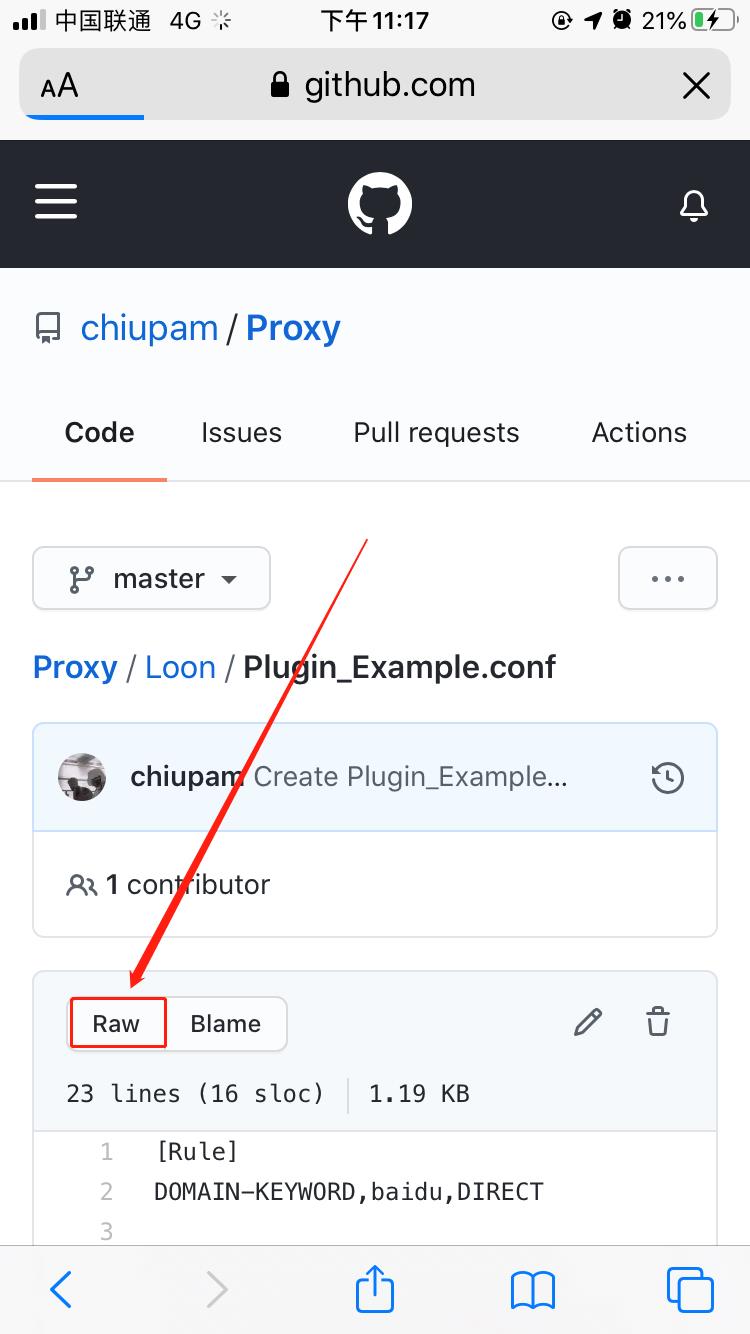 中国联通 4G 下午 11:17 21%
AA github.com
chiupam / Proxy
Code Issues Pull requests Actions
master
Proxy / Loon / Plugin_Example.conf
chiupam Create Plugin_Example...
1 contributor
Raw Blame
23 lines (16 sloc) 1.19 KB
1 [Rule]
2 DOMAIN-KEYWORD,baidu,DIRECT
3